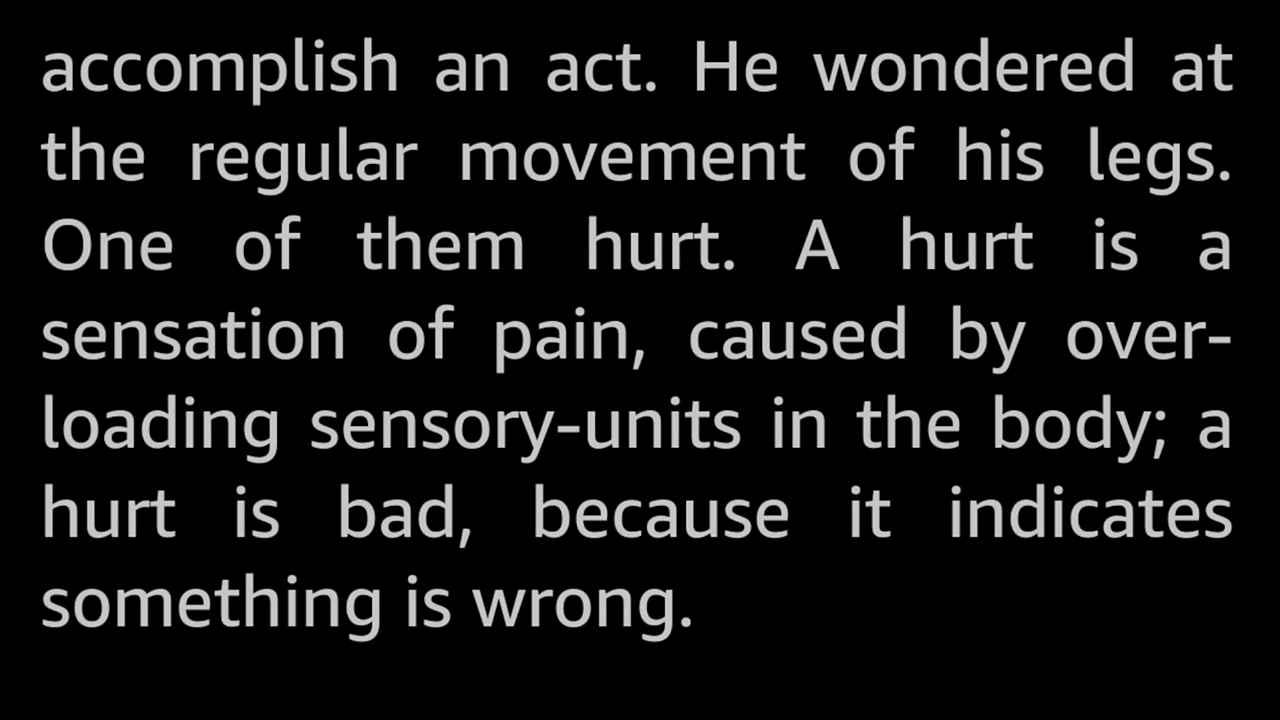 accomplish an act. He wondered at
the regular movement of his legs.
One of them hurt. A hurt is a
sensation of pain, caused by over-
loading sensory-units in the body; a
hurt is bad, because it indicates
something is wrong.